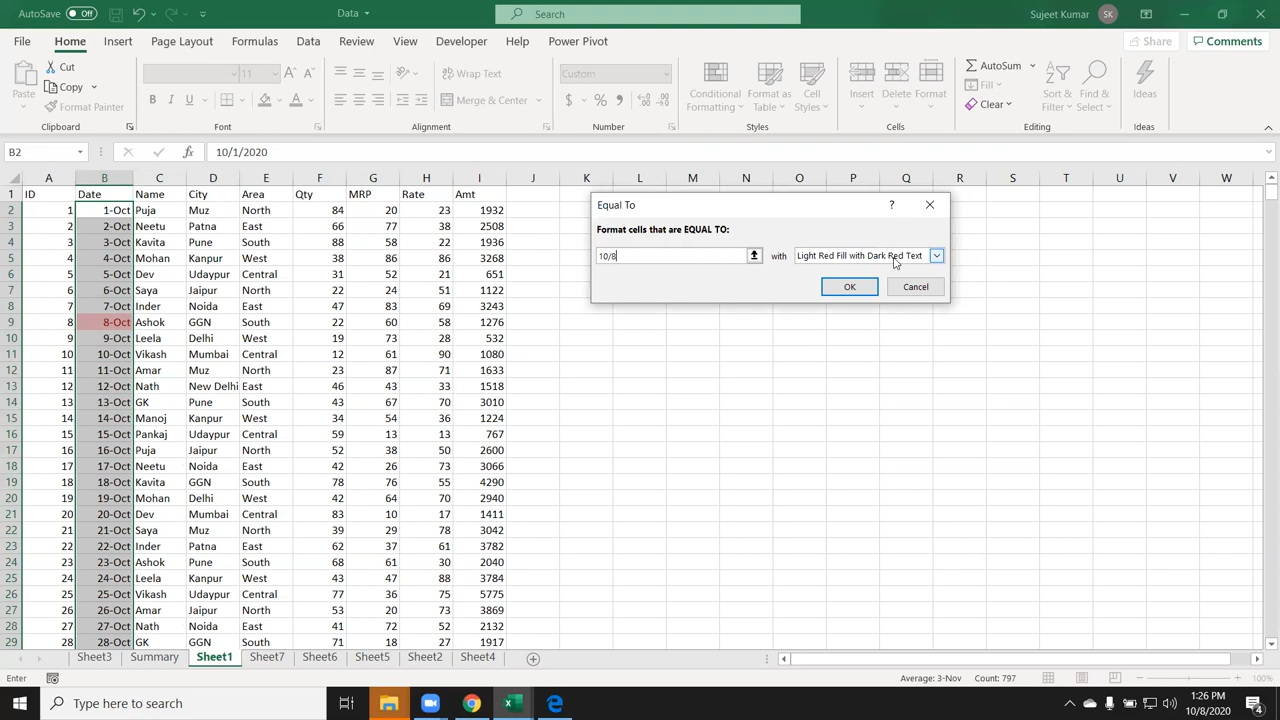 AutoSave Off Data Search Sujeet Kumar SK
File Home Insert Page Layout Formulas Data Review View Developer Help Power Pivot Share Comments
Cut
Copy
Format Painter
Paste
11
B I U
Wrap Text
Merge & Center
Custom
Conditional Formatting
Format as Table
Cell Styles
Insert Delete Format
AutoSum
Fill
Clear
Sort & Filter
Find & Select
Ideas
Clipboard Font Alignment Number Styles Cells Editing Ideas
B2 fx 10/1/2020
A B C D E F G H I J K L M N O P Q R S T U V W
1 ID Date Name City Area Qty MRP Rate Amt
2 1 1-Oct Puja Muz North 84 20 23 1932
3 2 2-Oct Neetu Patna East 66 77 38 2508
4 3 3-Oct Kavita Pune South 88 58 22 1936
5 4 4-Oct Mohan Kanpur West 43 86 76 3268
6 5 5-Oct Dev Udaypur Central 31 62 21 651
7 6 6-Oct Saya Jaipur North 51 24 22 1122
8 7 7-Oct Inder Noida East 47 83 69 3243
9 8 8-Oct Ashok GGN South 22 60 58 1276
10 9 9-Oct Leela Delhi West 19 73 28 532
11 10 10-Oct Vikash Mumbai Central 12 61 90 1080
12 11 11-Oct Amar Muz North 23 87 71 1633
13 12 12-Oct Nath New Delhi East 46 43 33 1518
14 13 13-Oct GK Pune South 43 67 70 3010
15 14 14-Oct Manoj Kanpur West 34 54 36 1224
16 15 15-Oct Pankaj Udaypur Central 59 13 13 767
17 16 16-Oct Puja Jaipur North 52 38 50 2600
18 17 17-Oct Neetu Noida East 42 26 73 3066
19 18 18-Oct Kavita GGN South 78 76 55 4290
20 19 19-Oct Mohan Delhi West 42 64 70 2940
21 20 20-Oct Dev Mumbai Central 83 10 17 1411
22 21 21-Oct Saya Muz North 39 29 78 3042
23 22 22-Oct Inder Patna East 62 37 61 3782
24 23 23-Oct Ashok Pune South 68 61 30 2040
25 24 24-Oct Leela Kanpur West 43 47 88 3784
26 25 25-Oct Vikash Udaypur Central 77 36 75 5775
27 26 26-Oct Amar Jaipur North 53 20 73 3869
28 27 27-Oct Nath Noida East 41 72 52 2132
29 28 28-Oct GK GGN South 71 18 27 1917
Equal To ?
Format cells that are EQUAL TO:
10/8 with Light Red Fill with Dark Red Text
OK Cancel
Sheet3 Summary Sheet1 Sheet7 Sheet6 Sheet5 Sheet2 Sheet4
Enter Average: 3-Nov Count: 797 100%
Type here to search 1:26 PM
10/8/2020